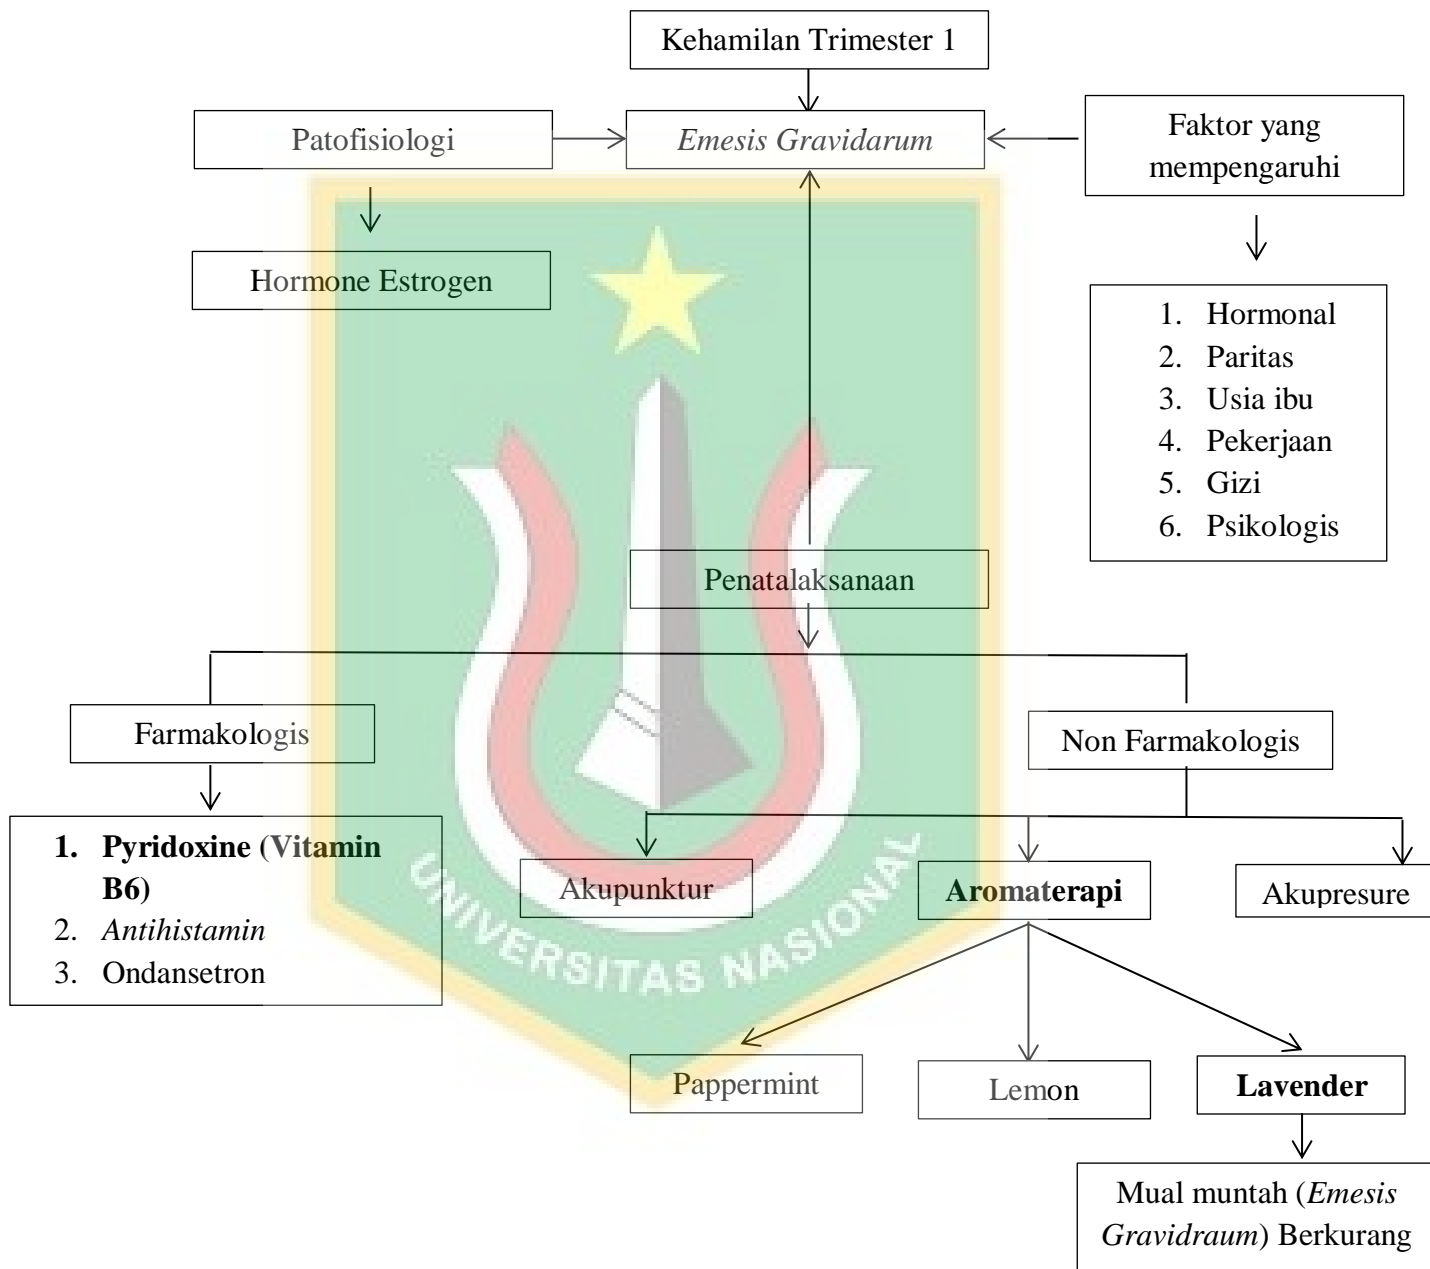 Kehamilan Trimester 1
Patofisiologi
Emesis Gravidarum
Faktor yang
mempengaruhi
Hormone Estrogen
1. Hormonal
2. Paritas
3. Usia ibu
4. Pekerjaan
5. Gizi
6. Psikologis
Penatalaksanaan
Farmakologis
Non Farmakologis
1. Pyridoxine (Vitamin
B6)
2. Antihistamin
3. Ondansetron
Akupunktur
Aromaterapi
Akupresure
UNIVERSITAS NASIONAL
Pappermint
Lemon
Lavender
Mual muntah (Emesis
Gravidraum) Berkurang